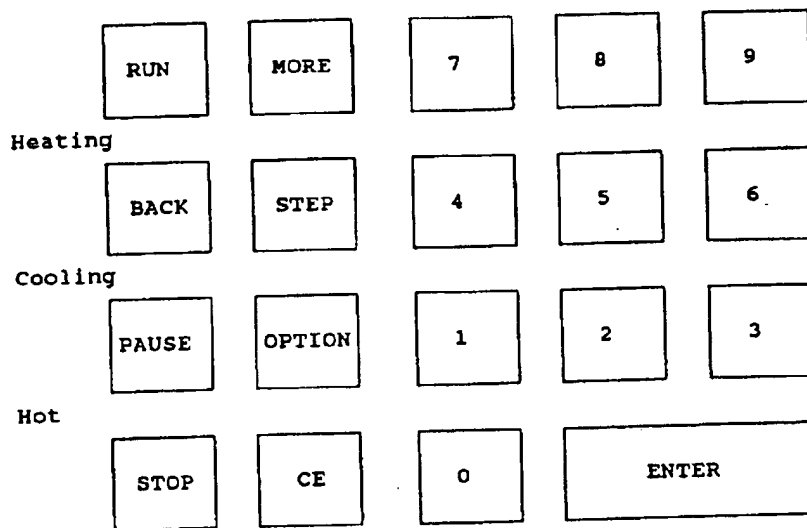 RUN MORE 7 8 9
Heating
BACK STEP 4 5 6
Cooling
PAUSE OPTION 1 2 3
Hot
STOP CE 0 ENTER